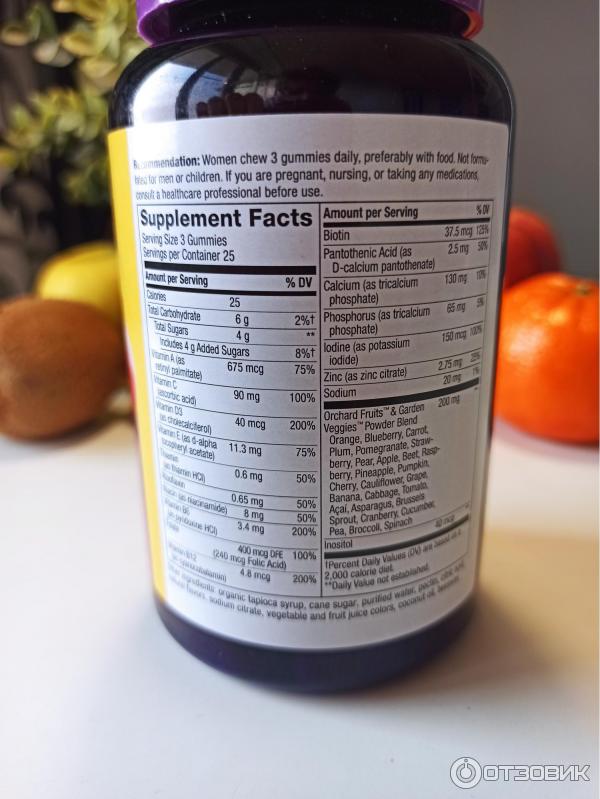 Recommendation: Women chew 3 gummies daily, preferably with food. Not formu-
lated for men or children. If you are pregnant, nursing, or taking any medications,
consult a healthcare professional before use.
Supplement Facts
Serving Size 3 Gummies
Servings per Container 25
Amount per Serving % DV
Calories 25
Total Carbohydrate 6 g 2%†
Total Sugars 4 g **
Includes 4 g Added Sugars 8%†
Vitamin A (as 675 mcg 75%
retinyl palmitate)
Vitamin C 90 mg 100%
(ascorbic acid)
Vitamin D3 40 mcg 200%
(as cholecalciferol)
Vitamin E (as d-alpha 11.3 mg 75%
tocopheryl acetate)
Thiamin 0.6 mg 50%
(as thiamin HCl)
Riboflavin 0.65 mg 50%
Niacin (as niacinamide) 8 mg 50%
Vitamin B6 3.4 mg 200%
(as pyridoxine HCl)
400 mcg DFE 100%
(240 mcg Folic Acid)
Vitamin B12 4.8 mcg 200%
(as cyanocobalamin)
Amount per Serving % DV
Biotin 37.5 mcg 125%
Pantothenic Acid (as 2.5 mg 50%
D-calcium pantothenate)
Calcium (as tricalcium 130 mg 10%
phosphate)
Phosphorus (as tricalcium 65 mg 5%
phosphate)
Iodine (as potassium 150 mcg 100%
iodide)
Zinc (as zinc citrate) 2.75 mg 25%
Sodium 20 mg 1%
Orchard Fruits™ & Garden 200 mg **
Veggies™ Powder Blend
Orange, Blueberry, Carrot,
Plum, Pomegranate, Straw-
berry, Pear, Apple, Beet, Rasp-
berry, Pineapple, Pumpkin,
Cherry, Cauliflower, Grape,
Banana, Cabbage, Tomato,
Açaí, Asparagus, Brussels
Sprout, Cranberry, Cucumber,
Pea, Broccoli, Spinach
Inositol 40 mcg **
†Percent Daily Values (DV) are based on a
2,000 calorie diet.
**Daily Value not established.
Other ingredients: organic tapioca syrup, cane sugar, purified water, pectin, citric acid,
natural flavors, sodium citrate, vegetable and fruit juice colors, coconut oil, beeswax.
ОТЗОВИК